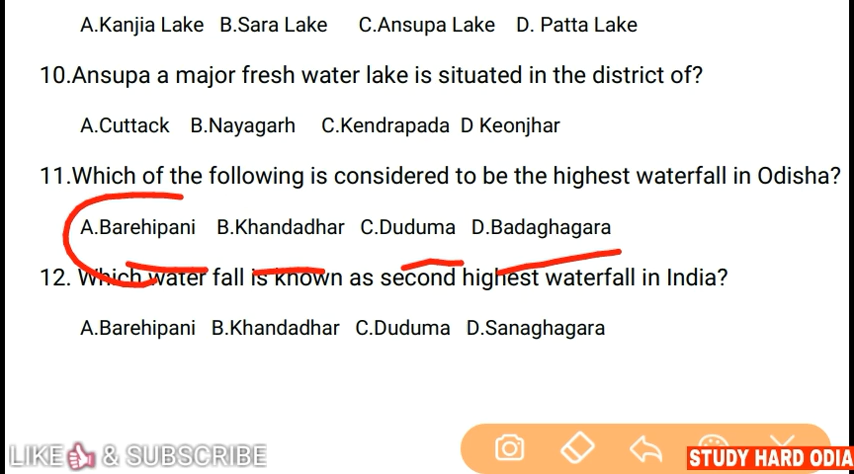 A.Kanjia Lake B.Sara Lake C.Ansupa Lake D. Patta Lake
10.Ansupa a major fresh water lake is situated in the district of?
A.Cuttack B.Nayagarh C.Kendrapada D Keonjhar
11.Which of the following is considered to be the highest waterfall in Odisha?
A.Barehipani B.Khandadhar C.Duduma D.Badaghagara
12. Which water fall is known as second highest waterfall in India?
A.Barehipani B.Khandadhar C.Duduma D.Sanaghagara
LIKE & SUBSCRIBE
STUDY HARD ODIA